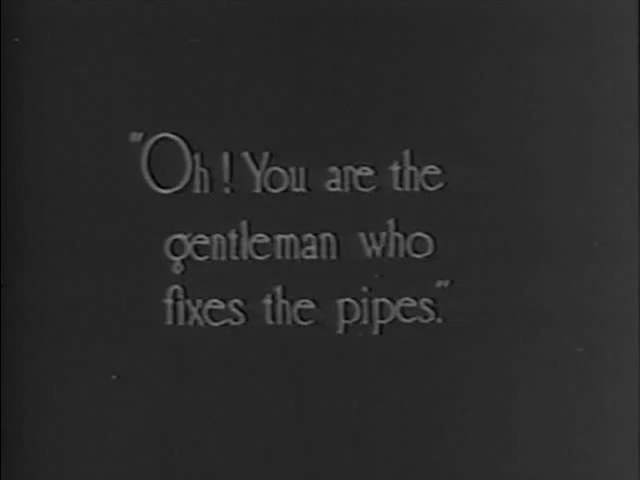 "Oh! You are the
gentleman who
fixes the pipes."